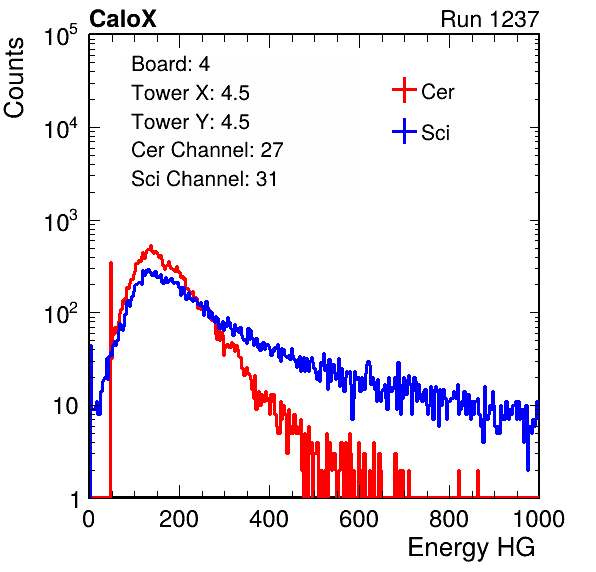 CaloX Run 1237
Counts
10^5
10^4
10^3
10^2
10
1
Board: 4
Tower X: 4.5
Tower Y: 4.5
Cer Channel: 27
Sci Channel: 31
Cer
Sci
0 200 400 600 800 1000
Energy HG